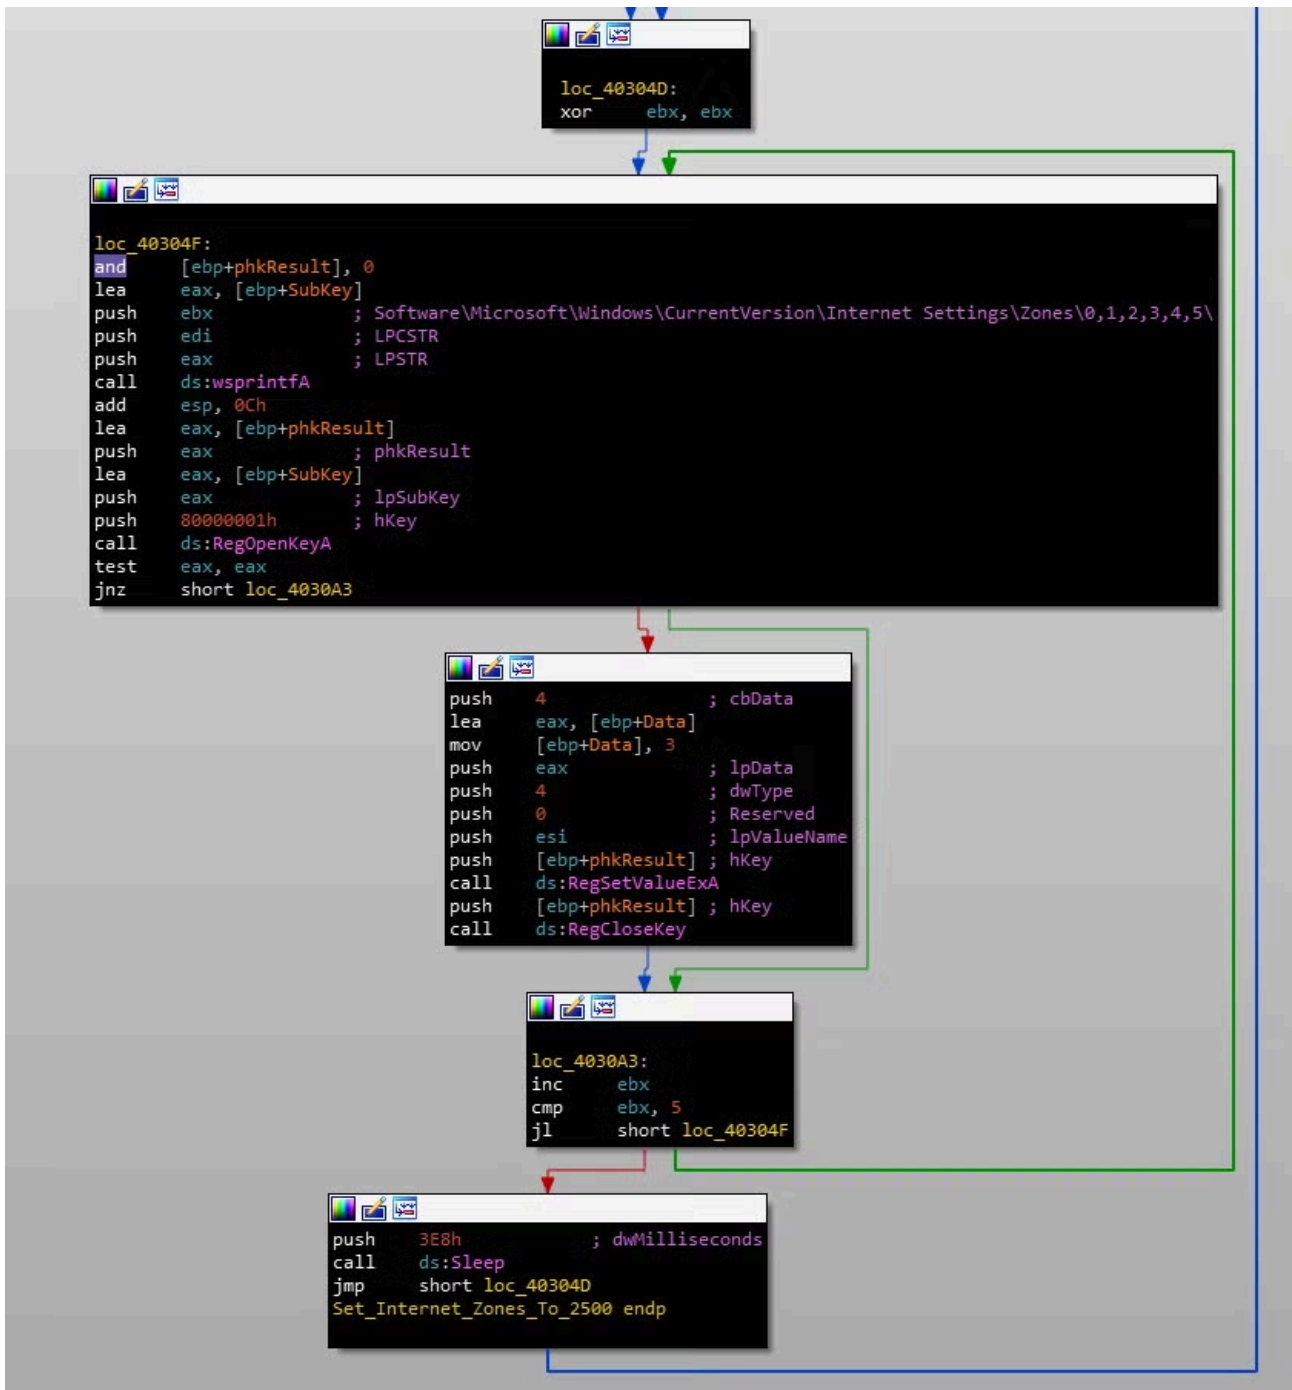 loc_40304D:
xor ebx, ebx
loc_40304F:
and [ebp+phkResult], 0
lea eax, [ebp+SubKey]
push ebx ; Software\Microsoft\Windows\CurrentVersion\Internet Settings\Zones\0,1,2,3,4,5\
push edi ; LPCSTR
push eax ; LPSTR
call ds:wsprintfA
add esp, 0Ch
lea eax, [ebp+phkResult]
push eax ; phkResult
lea eax, [ebp+SubKey]
push eax ; lpSubKey
push 80000001h ; hKey
call ds:RegOpenKeyA
test eax, eax
jnz short loc_4030A3
push 4 ; cbData
lea eax, [ebp+Data]
mov [ebp+Data], 3
push eax ; lpData
push 4 ; dwType
push 0 ; Reserved
push esi ; lpValueName
push [ebp+phkResult] ; hKey
call ds:RegSetValueExA
push [ebp+phkResult] ; hKey
call ds:RegCloseKey
loc_4030A3:
inc ebx
cmp ebx, 5
jl short loc_40304F
push 3E8h ; dwMilliseconds
call ds:Sleep
jmp short loc_40304D
Set_Internet_Zones_To_2500 endp